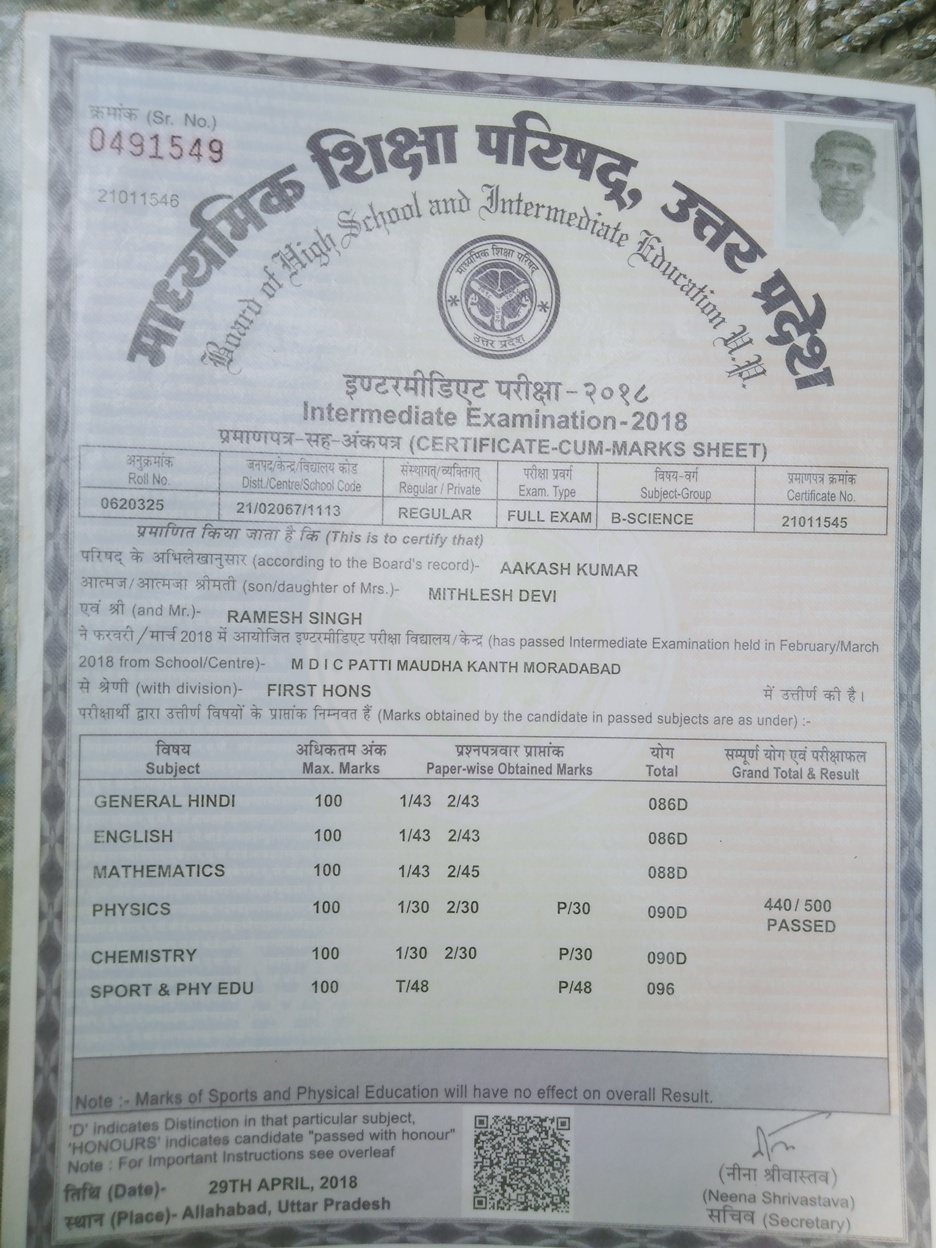 क्रमांक (Sr. No.)
0491549
21011546
माध्यमिक शिक्षा परिषद्, उत्तर प्रदेश
Board of High School and Intermediate Education U.P.
माध्यमिक शिक्षा परिषद
उत्तर प्रदेश
इण्टरमीडिएट परीक्षा-२०१८
Intermediate Examination-2018
प्रमाणपत्र-सह-अंकपत्र (CERTIFICATE-CUM-MARKS SHEET)
अनुक्रमांक जनपद/केन्द्र/विद्यालय कोड संस्थागत्/व्यक्तिगत् परीक्षा प्रवर्ग विषय-वर्ग प्रमाणपत्र क्रमांक
Roll No. Distt./Centre/School Code Regular / Private Exam. Type Subject-Group Certificate No.
0620325 21/02067/1113 REGULAR FULL EXAM B-SCIENCE 21011545
प्रमाणित किया जाता है कि (This is to certify that)
परिषद के अभिलेखानुसार (according to the Board's record)- AAKASH KUMAR
आत्मज/आत्मजा श्रीमती (son/daughter of Mrs.)- MITHLESH DEVI
एवं श्री (and Mr.)- RAMESH SINGH
ने फरवरी/मार्च 2018 में आयोजित इण्टरमीडिएट परीक्षा विद्यालय/केन्द्र (has passed Intermediate Examination held in February/March
2018 from School/Centre)- M D I C PATTI MAUDHA KANTH MORADABAD
से श्रेणी (with division)- FIRST HONS में उत्तीर्ण की है।
परीक्षार्थी द्वारा उत्तीर्ण विषयों के प्राप्तांक निम्नवत हैं (Marks obtained by the candidate in passed subjects are as under) :-
विषय अधिकतम अंक प्रश्नपत्रवार प्राप्तांक योग सम्पूर्ण योग एवं परीक्षाफल
Subject Max. Marks Paper-wise Obtained Marks Total Grand Total & Result
GENERAL HINDI 100 1/43 2/43 086D
ENGLISH 100 1/43 2/43 086D
MATHEMATICS 100 1/43 2/45 088D
PHYSICS 100 1/30 2/30 P/30 090D 440/ 500
PASSED
CHEMISTRY 100 1/30 2/30 P/30 090D
SPORT & PHY EDU 100 T/48 P/48 096
Note :- Marks of Sports and Physical Education will have no effect on overall Result.
'D' indicates Distinction in that particular subject,
'HONOURS' indicates candidate "passed with honour"
Note : For Important Instructions see overleaf
तिथि (Date)- 29TH APRIL, 2018
स्थान (Place)- Allahabad, Uttar Pradesh
(नीना श्रीवास्तव)
(Neena Shrivastava)
सचिव (Secretary)